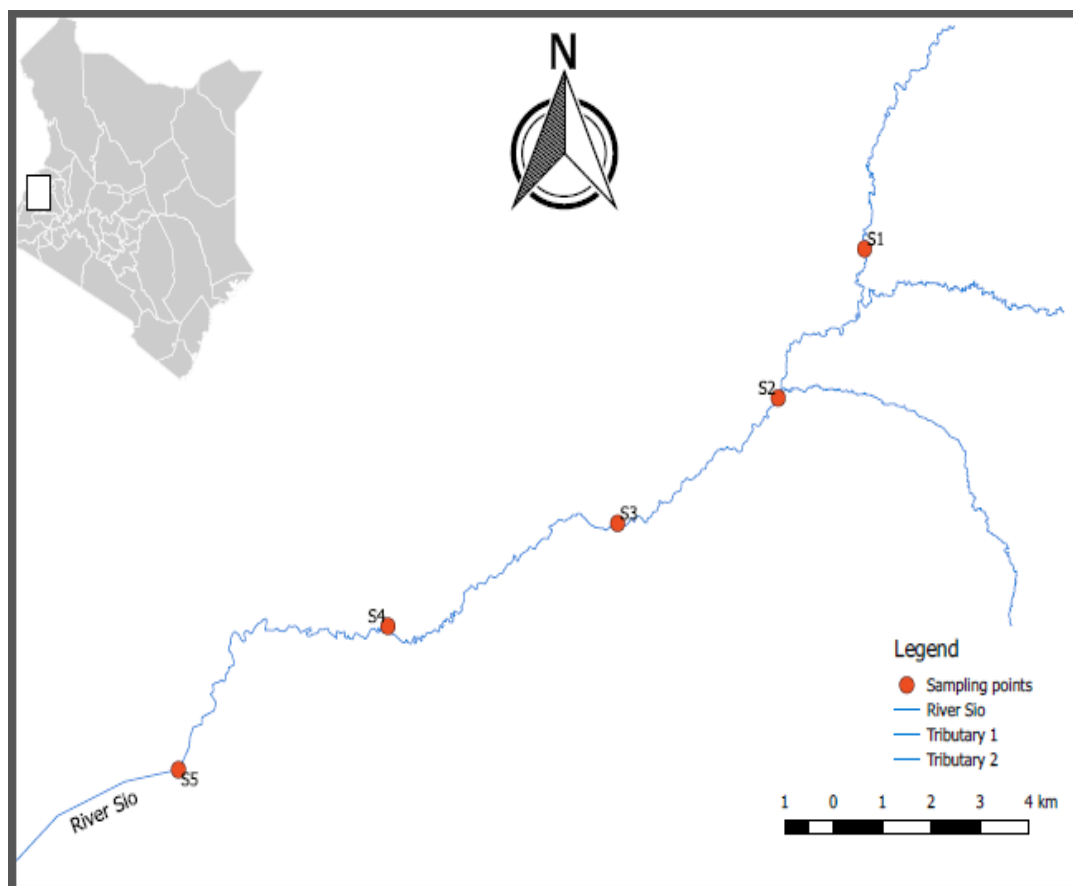 N
S1
S2
S3
S4
S5
River Sio
Legend
Sampling points
River Sio
Tributary 1
Tributary 2
1 0 1 2 3 4 km